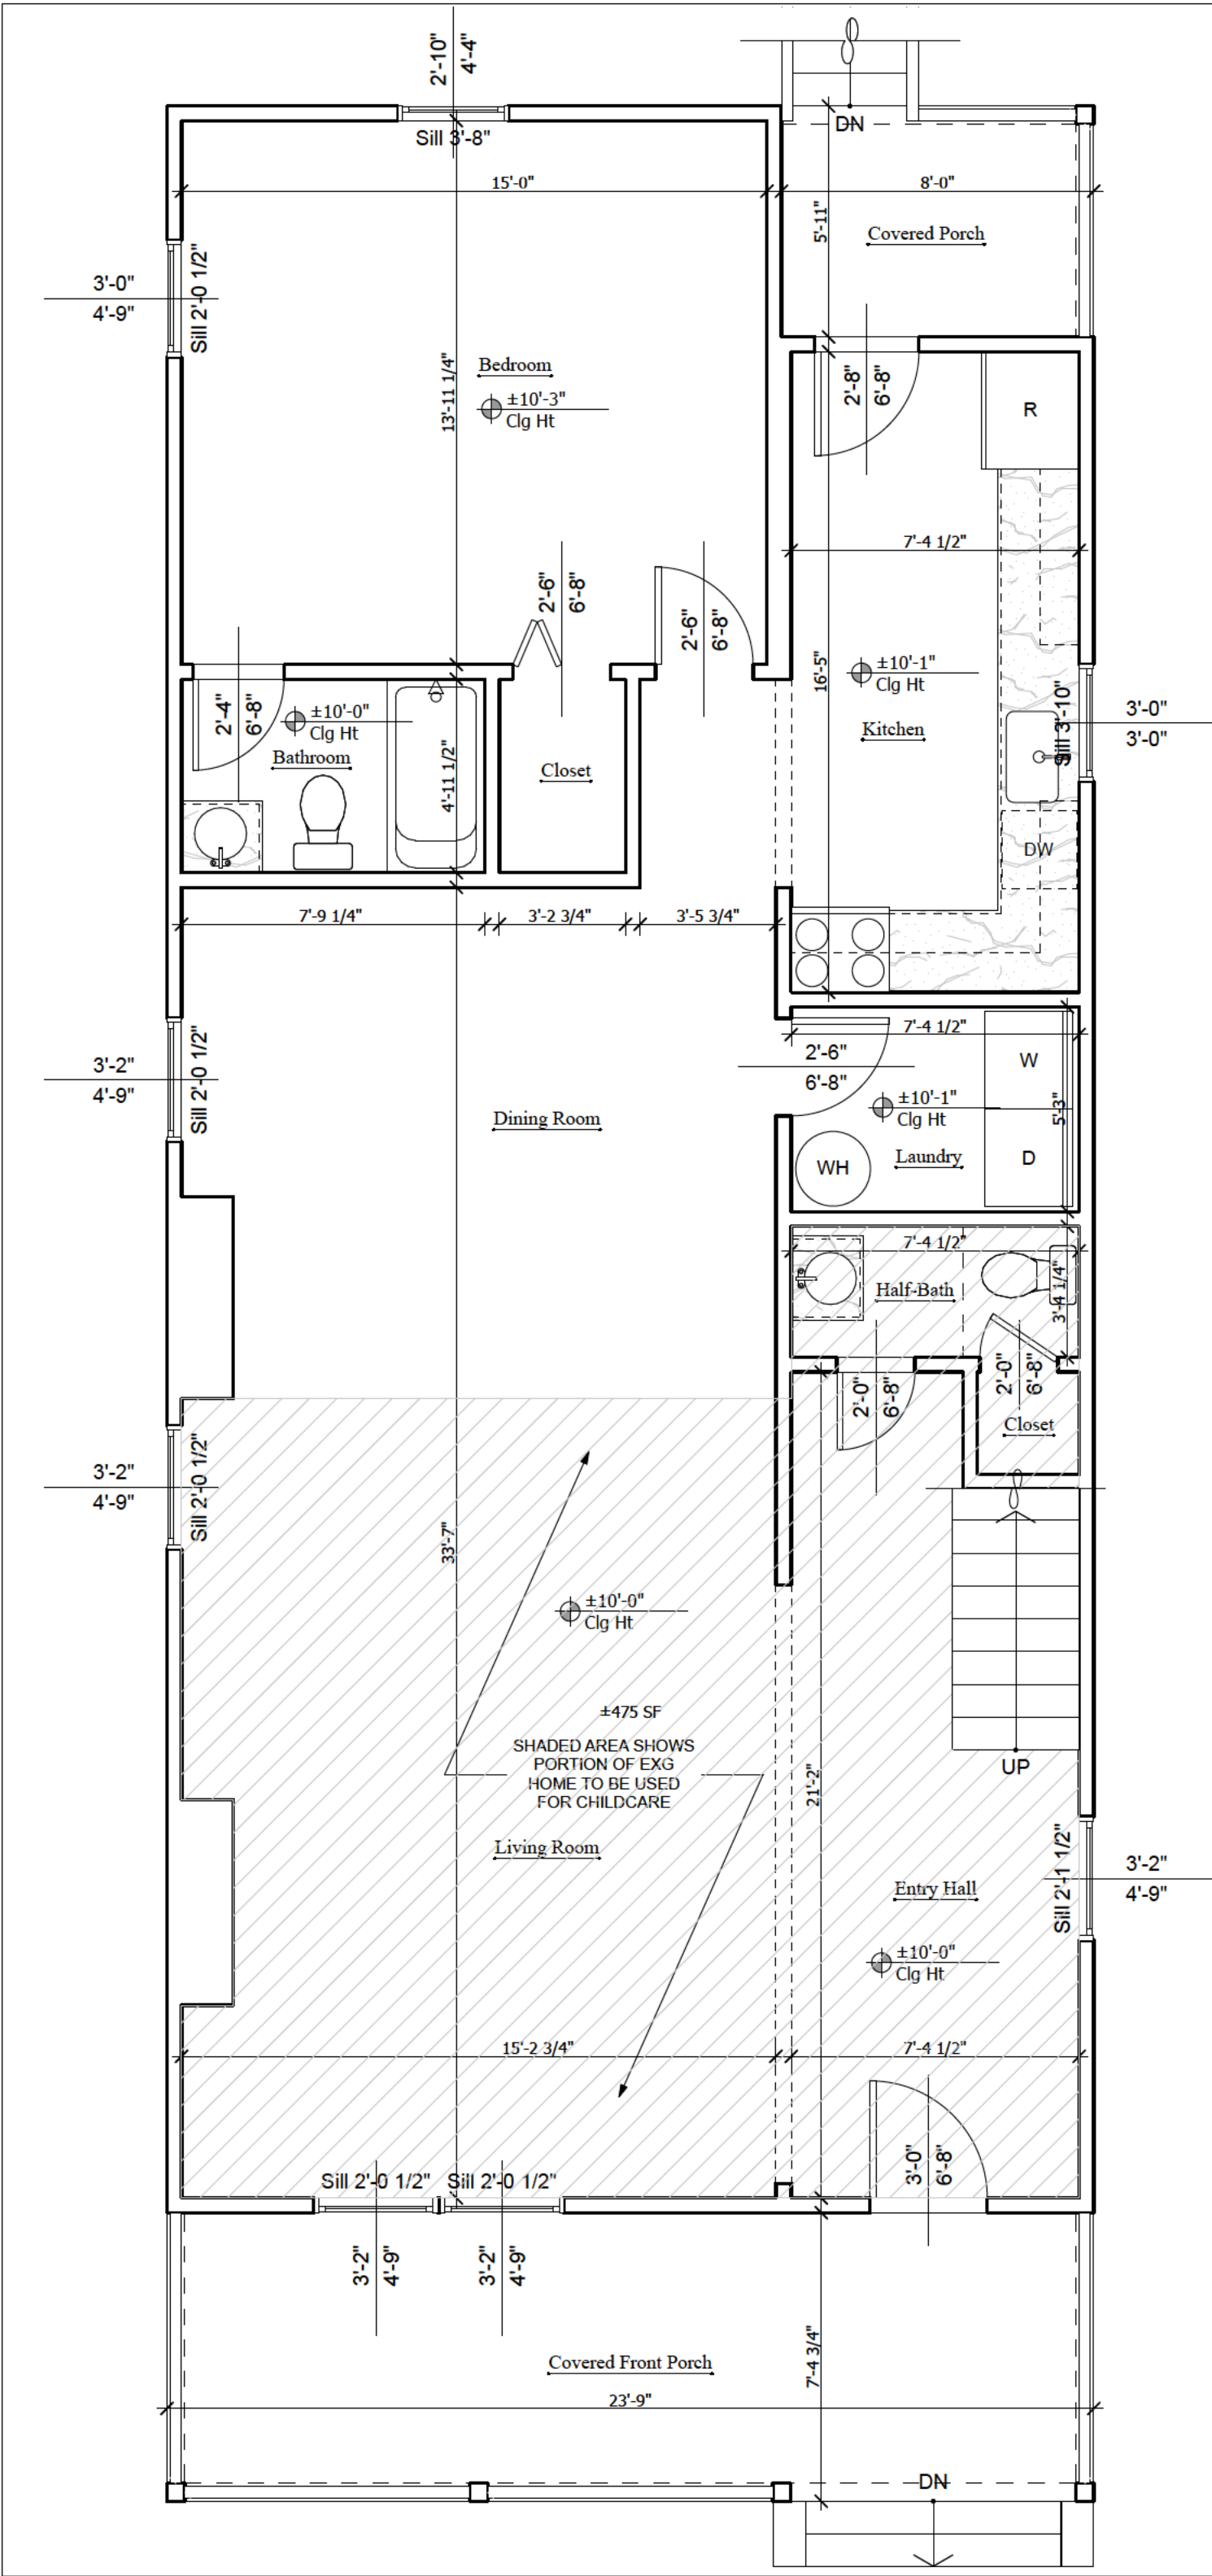 2'-10"
4'-4"
Sill 3'-8"
DN
15'-0"
8'-0"
5'-11"
Covered Porch
3'-0"
4'-9"
Sill 2'-0 1/2"
Bedroom
±10'-3"
Clg Ht
13'-11 1/4"
2'-8"
6'-8"
R
7'-4 1/2"
2'-6"
6'-8"
2'-6"
6'-8"
16'-5"
±10'-1"
Clg Ht
Kitchen
Sill 3'-10"
3'-0"
3'-0"
2'-4"
6'-8"
±10'-0"
Clg Ht
Bathroom
4'-11 1/2"
Closet
DW
7'-9 1/4"
3'-2 3/4"
3'-5 3/4"
3'-2"
4'-9"
Sill 2'-0 1/2"
Dining Room
7'-4 1/2"
2'-6"
6'-8"
W
±10'-1"
Clg Ht
5'-3"
WH
Laundry
D
7'-4 1/2"
Half-Bath
3'-4 1/4"
2'-0"
6'-8"
2'-0"
6'-8"
Closet
3'-2"
4'-9"
Sill 2'-0 1/2"
33'-7"
±10'-0"
Clg Ht
±475 SF
SHADED AREA SHOWS
PORTION OF EXG
HOME TO BE USED
FOR CHILDCARE
Living Room
21'-2"
UP
Sill 2'-1 1/2"
3'-2"
4'-9"
Entry Hall
±10'-0"
Clg Ht
15'-2 3/4"
7'-4 1/2"
3'-0"
6'-8"
Sill 2'-0 1/2"
Sill 2'-0 1/2"
3'-2"
4'-9"
3'-2"
4'-9"
7'-4 3/4"
Covered Front Porch
23'-9"
DN